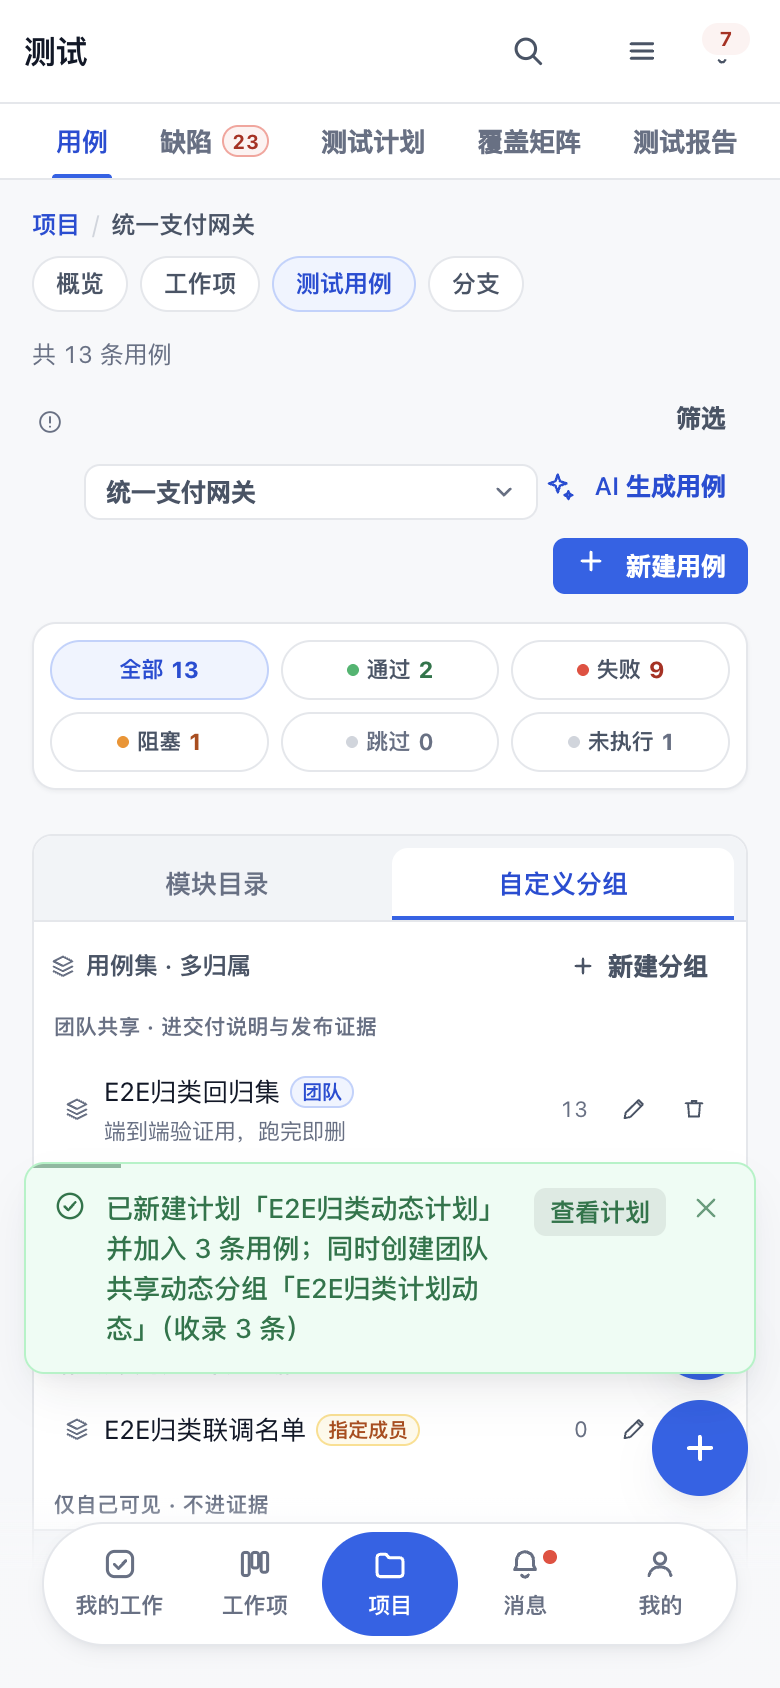 测试
7
用例
缺陷 23
测试计划
覆盖矩阵
测试报告
项目 / 统一支付网关
概览
工作项
测试用例
分支
共 13 条用例
筛选
统一支付网关
AI 生成用例
新建用例
全部 13
通过 2
失败 9
阻塞 1
跳过 0
未执行 1
模块目录
自定义分组
用例集 · 多归属
新建分组
团队共享 · 进交付说明与发布证据
E2E归类回归集 团队
13
端到端验证用，跑完即删
已新建计划「E2E归类动态计划」
并加入 3 条用例；同时创建团队
共享动态分组「E2E归类计划动
态」（收录 3 条）
查看计划
E2E归类联调名单 指定成员
0
仅自己可见 · 不进证据
我的工作
工作项
项目
消息
我的